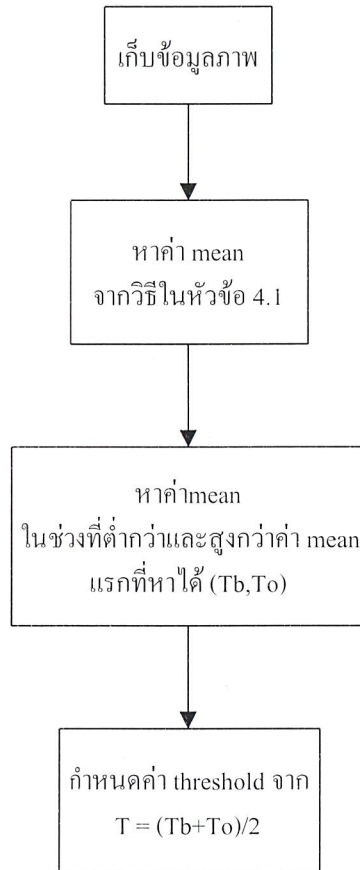 เก็บข้อมูลภาพ
หาค่า mean
จากวิธีในหัวข้อ 4.1
หาค่าmean
ในช่วงที่ต่ำกว่าและสูงกว่าค่า mean
แรกที่หาได้ (Tb,To)
กำหนดค่า threshold จาก
T = (Tb+To)/2